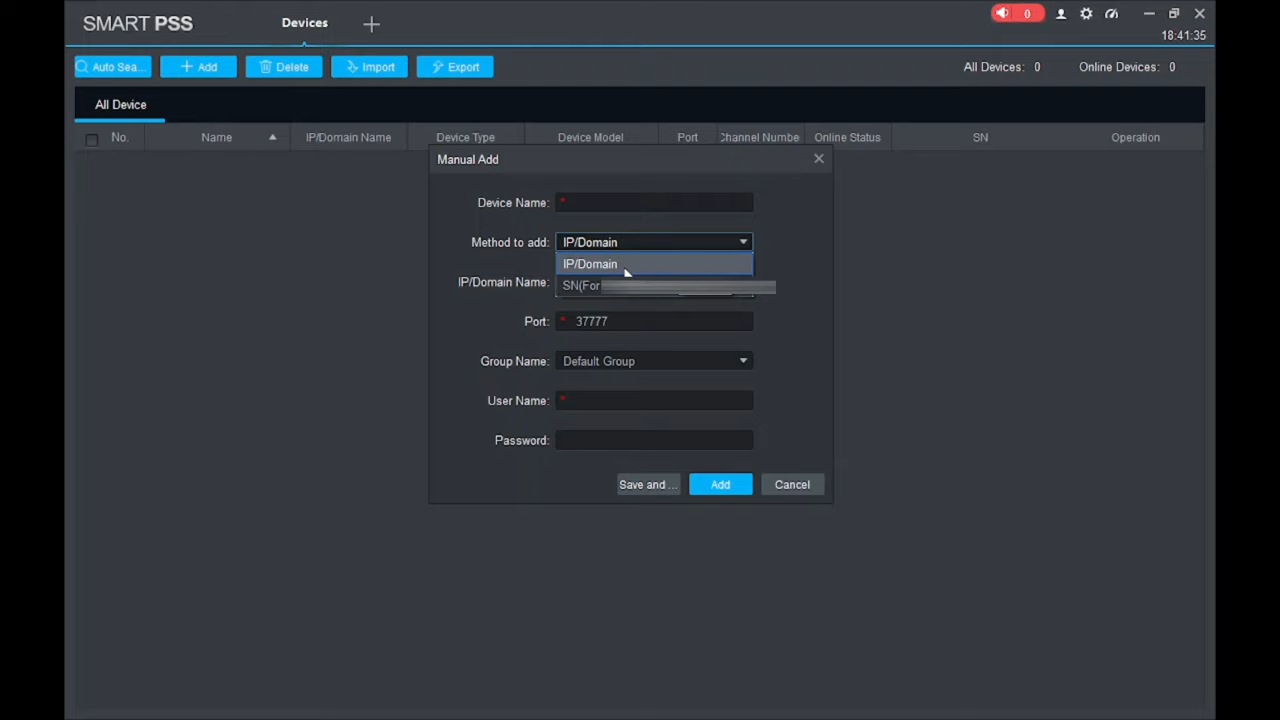 SMART PSS
Devices
0
18:41:35
Auto Sea...
Add
Delete
Import
Export
All Devices: 0
Online Devices: 0
All Device
No.
Name
IP/Domain Name
Device Type
Device Model
Port
Channel Numbe
Online Status
SN
Operation
Manual Add
Device Name: *
Method to add: IP/Domain
IP/Domain
IP/Domain Name:
SN(For
Port: * 37777
Group Name: Default Group
User Name: *
Password:
Save and ...
Add
Cancel